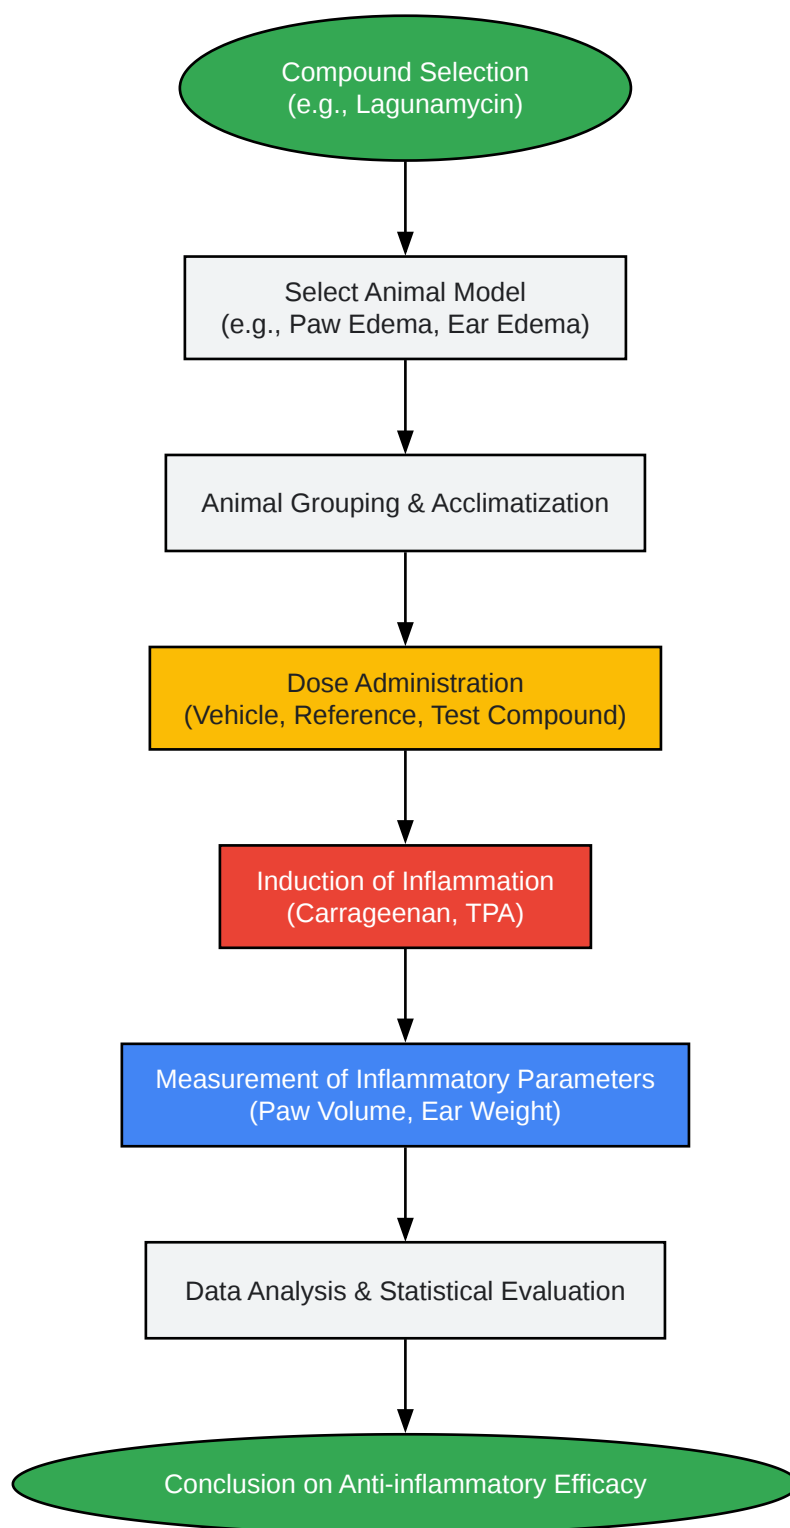 Compound Selection
(e.g., Lagunamycin)
Select Animal Model
(e.g., Paw Edema, Ear Edema)
Animal Grouping & Acclimatization
Dose Administration
(Vehicle, Reference, Test Compound)
Induction of Inflammation
(Carrageenan, TPA)
Measurement of Inflammatory Parameters
(Paw Volume, Ear Weight)
Data Analysis & Statistical Evaluation
Conclusion on Anti-inflammatory Efficacy